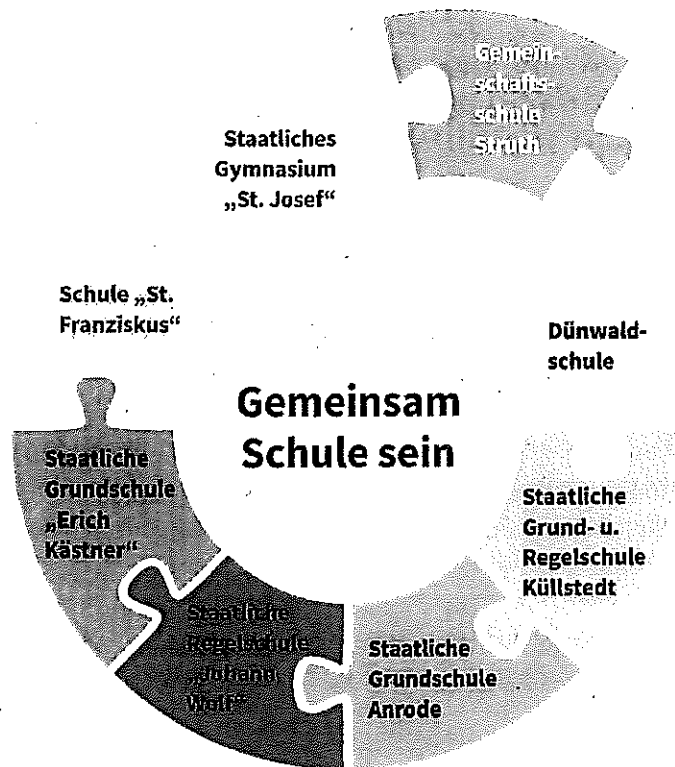 Gemein-
schafts-
schule
Struth
Staatliches
Gymnasium
„St. Josef“
Schule „St.
Franziskus“
Dünwald-
schule
Gemeinsam
Schule sein
Staatliche
Grundschule
„Erich
Kästner“
Staatliche
Grund- u.
Regelschule
Küllstedt
Staatliche
Regelschule
„Johann
Wolf“
Staatliche
Grundschule
Anrode